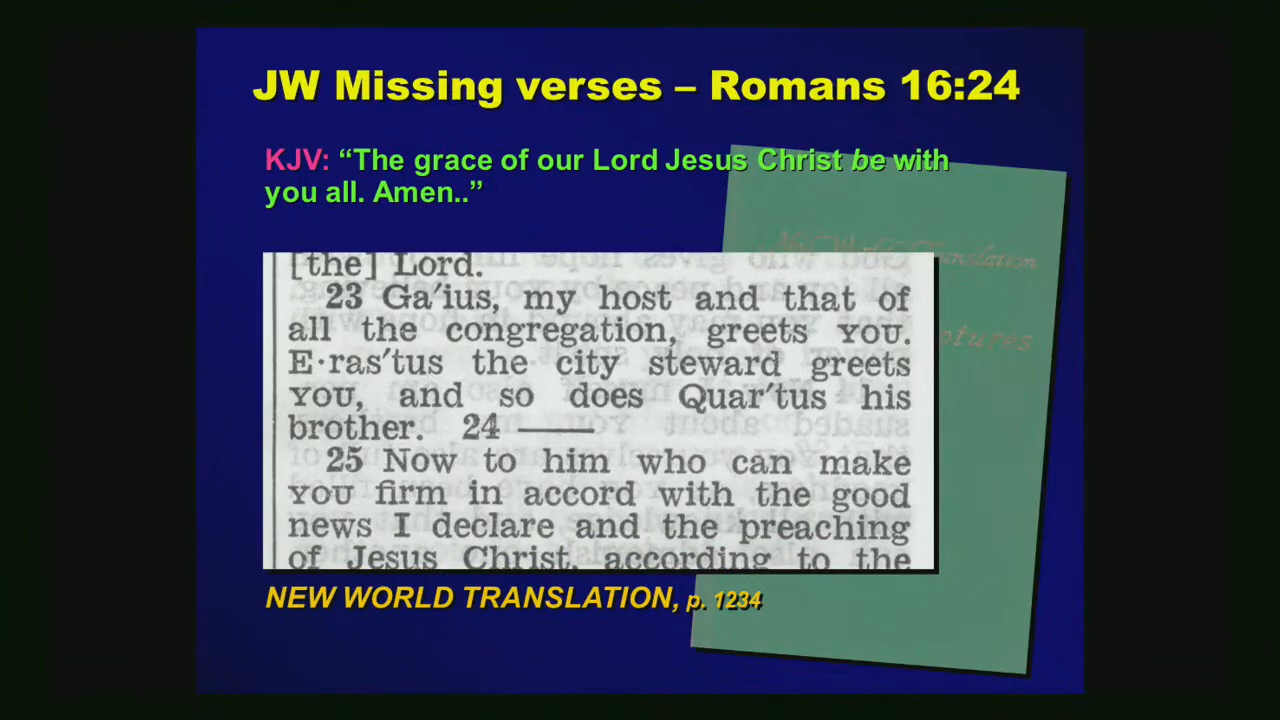 JW Missing verses – Romans 16:24
KJV: “The grace of our Lord Jesus Christ be with
you all. Amen..”
[the] Lord.
23 Ga′ius, my host and that of
all the congregation, greets YOU.
E·ras′tus the city steward greets
YOU, and so does Quar′tus his
brother. 24 ——
25 Now to him who can make
YOU firm in accord with the good
news I declare and the preaching
of Jesus Christ, according to the
Translation
NEW WORLD TRANSLATION, p. 1234